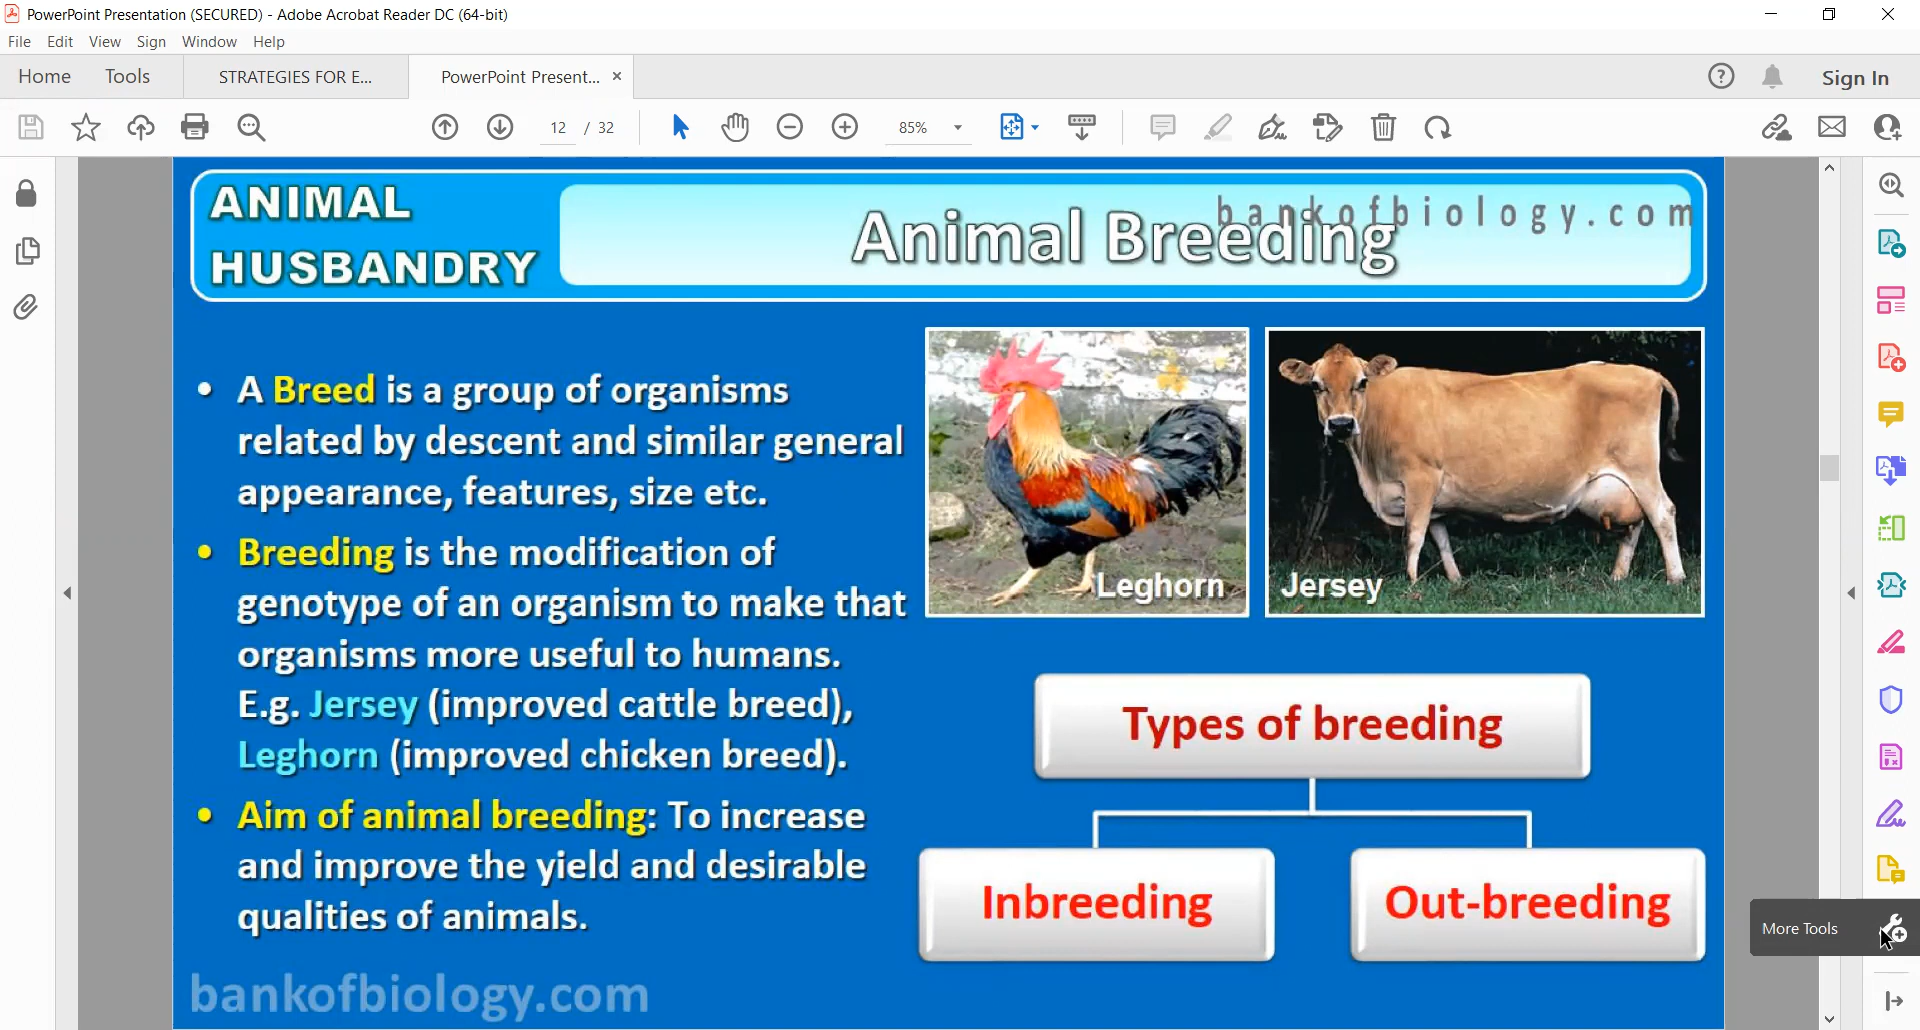 PowerPoint Presentation (SECURED) - Adobe Acrobat Reader DC (64-bit)
File Edit View Sign Window Help
Home Tools STRATEGIES FOR E... PowerPoint Present... × Sign In
12 / 32 85%
ANIMAL
HUSBANDRY
Animal Breeding
bankofbiology.com
• A Breed is a group of organisms
related by descent and similar general
appearance, features, size etc.
• Breeding is the modification of
genotype of an organism to make that
organisms more useful to humans.
E.g. Jersey (improved cattle breed),
Leghorn (improved chicken breed).
• Aim of animal breeding: To increase
and improve the yield and desirable
qualities of animals.
Leghorn
Jersey
Types of breeding
Inbreeding
Out-breeding
More Tools
bankofbiology.com